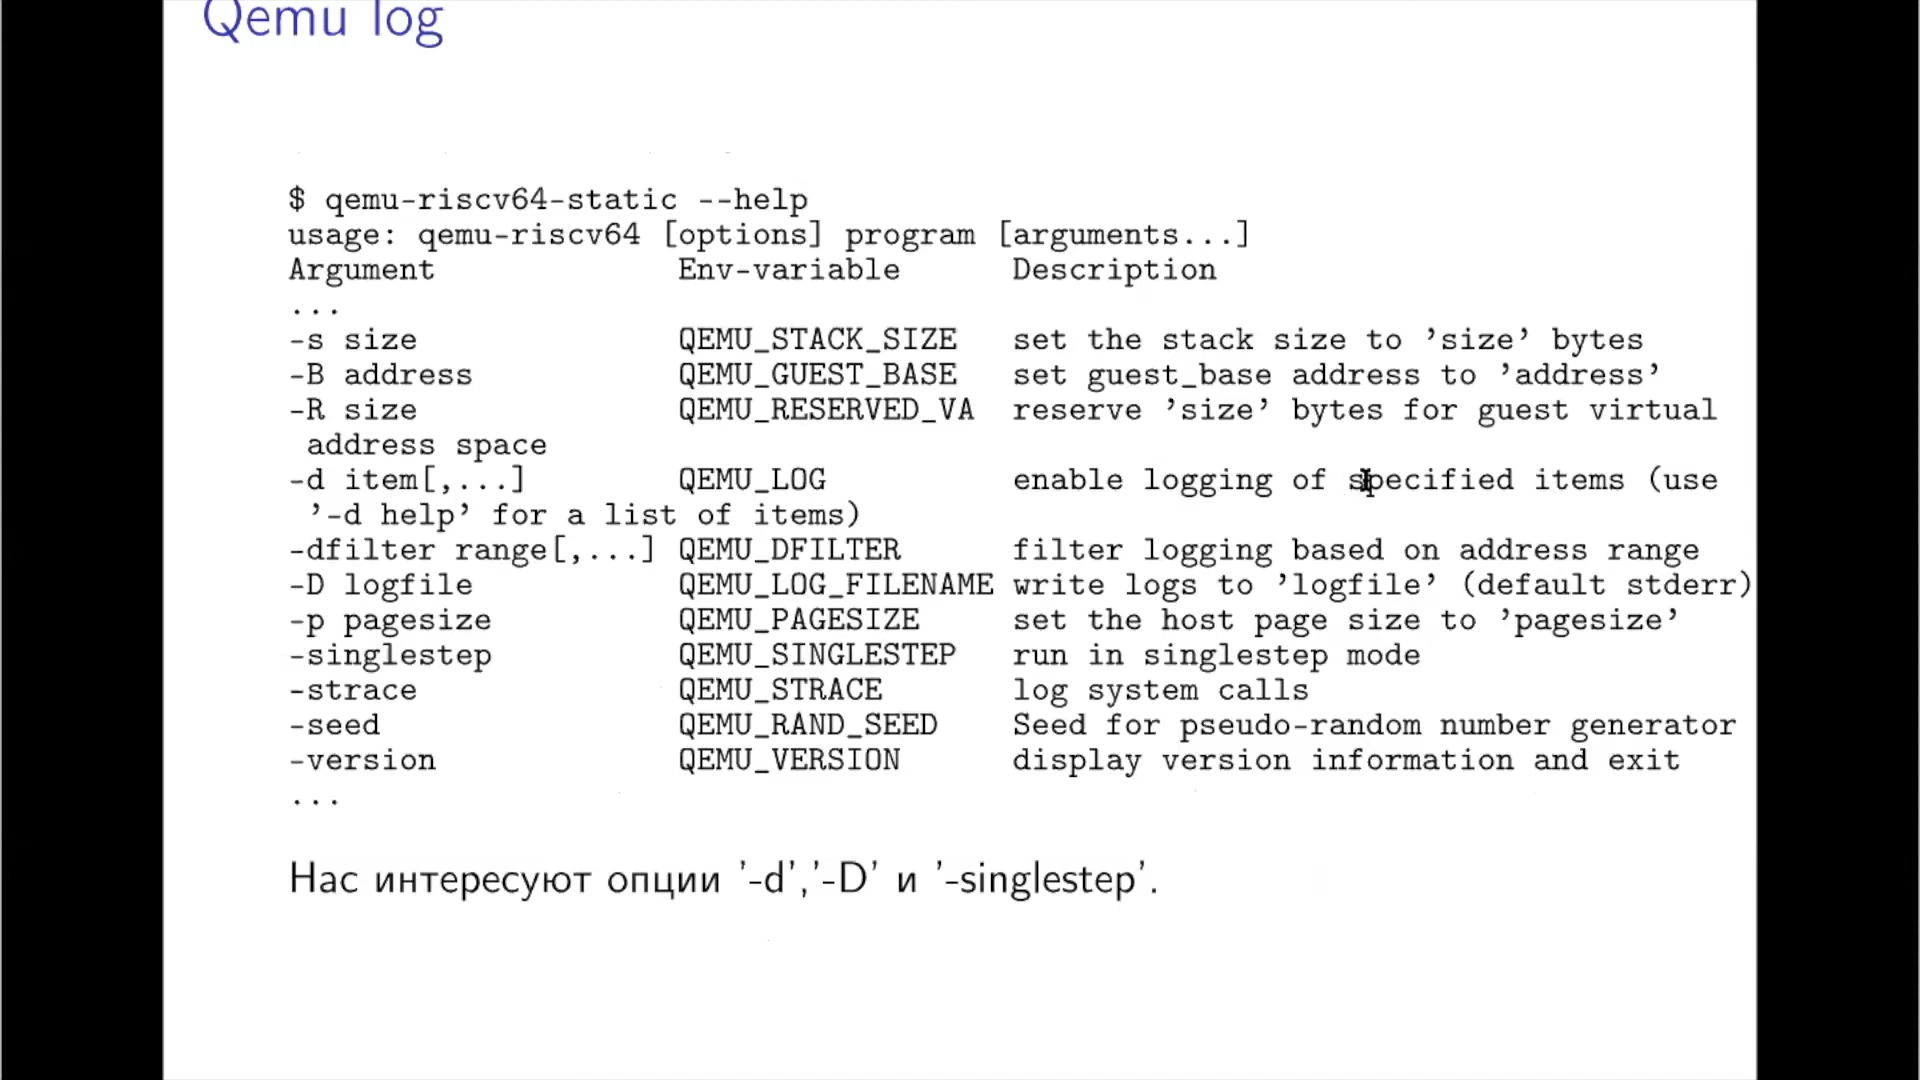 Qemu log
$ qemu-riscv64-static --help
usage: qemu-riscv64 [options] program [arguments...]
Argument Env-variable Description
...
-s size QEMU_STACK_SIZE set the stack size to 'size' bytes
-B address QEMU_GUEST_BASE set guest_base address to 'address'
-R size QEMU_RESERVED_VA reserve 'size' bytes for guest virtual
address space
-d item[,...] QEMU_LOG enable logging of specified items (use
'-d help' for a list of items)
-dfilter range[,...] QEMU_DFILTER filter logging based on address range
-D logfile QEMU_LOG_FILENAME write logs to 'logfile' (default stderr)
-p pagesize QEMU_PAGESIZE set the host page size to 'pagesize'
-singlestep QEMU_SINGLESTEP run in singlestep mode
-strace QEMU_STRACE log system calls
-seed QEMU_RAND_SEED Seed for pseudo-random number generator
-version QEMU_VERSION display version information and exit
...
Нас интересуют опции '-d','-D' и '-singlestep'.